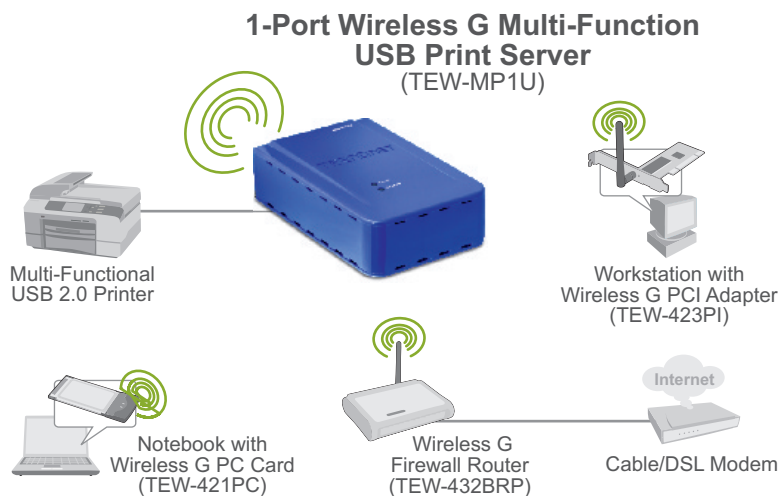 1-Port Wireless G Multi-Function
USB Print Server
(TEW-MP1U)
Multi-Functional
USB 2.0 Printer
Workstation with
Wireless G PCI Adapter
(TEW-423PI)
Notebook with
Wireless G PC Card
(TEW-421PC)
Wireless G
Firewall Router
(TEW-432BRP)
Internet
Cable/DSL Modem